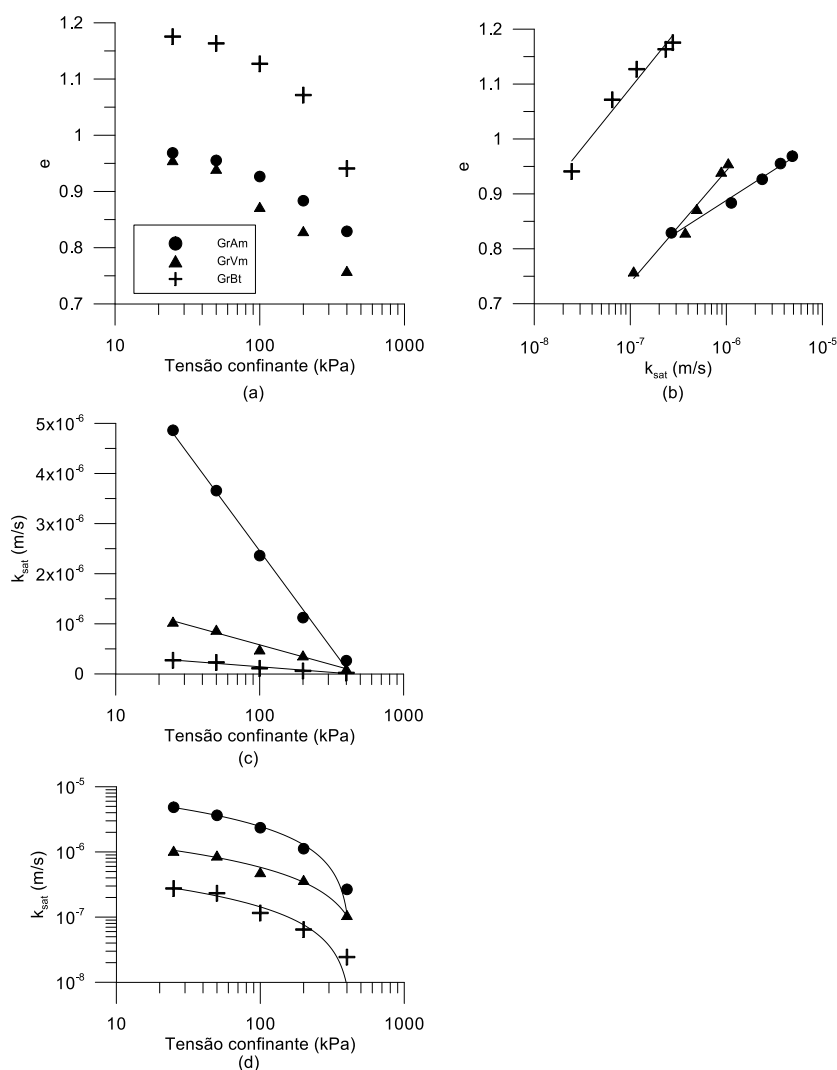 1.2
1.1
1
0.9
0.8
0.7
e
GrAm
GrVm
GrBt
10 100 1000
Tensão confinante (kPa)
(a)
1.2
1.1
1
0.9
0.8
0.7
e
10⁻⁸ 10⁻⁷ 10⁻⁶ 10⁻⁵
k_sat (m/s)
(b)
5x10⁻⁶
4x10⁻⁶
3x10⁻⁶
2x10⁻⁶
10⁻⁶
0
k_sat (m/s)
10 100 1000
Tensão confinante (kPa)
(c)
10⁻⁵
10⁻⁶
10⁻⁷
10⁻⁸
k_sat (m/s)
10 100 1000
Tensão confinante (kPa)
(d)